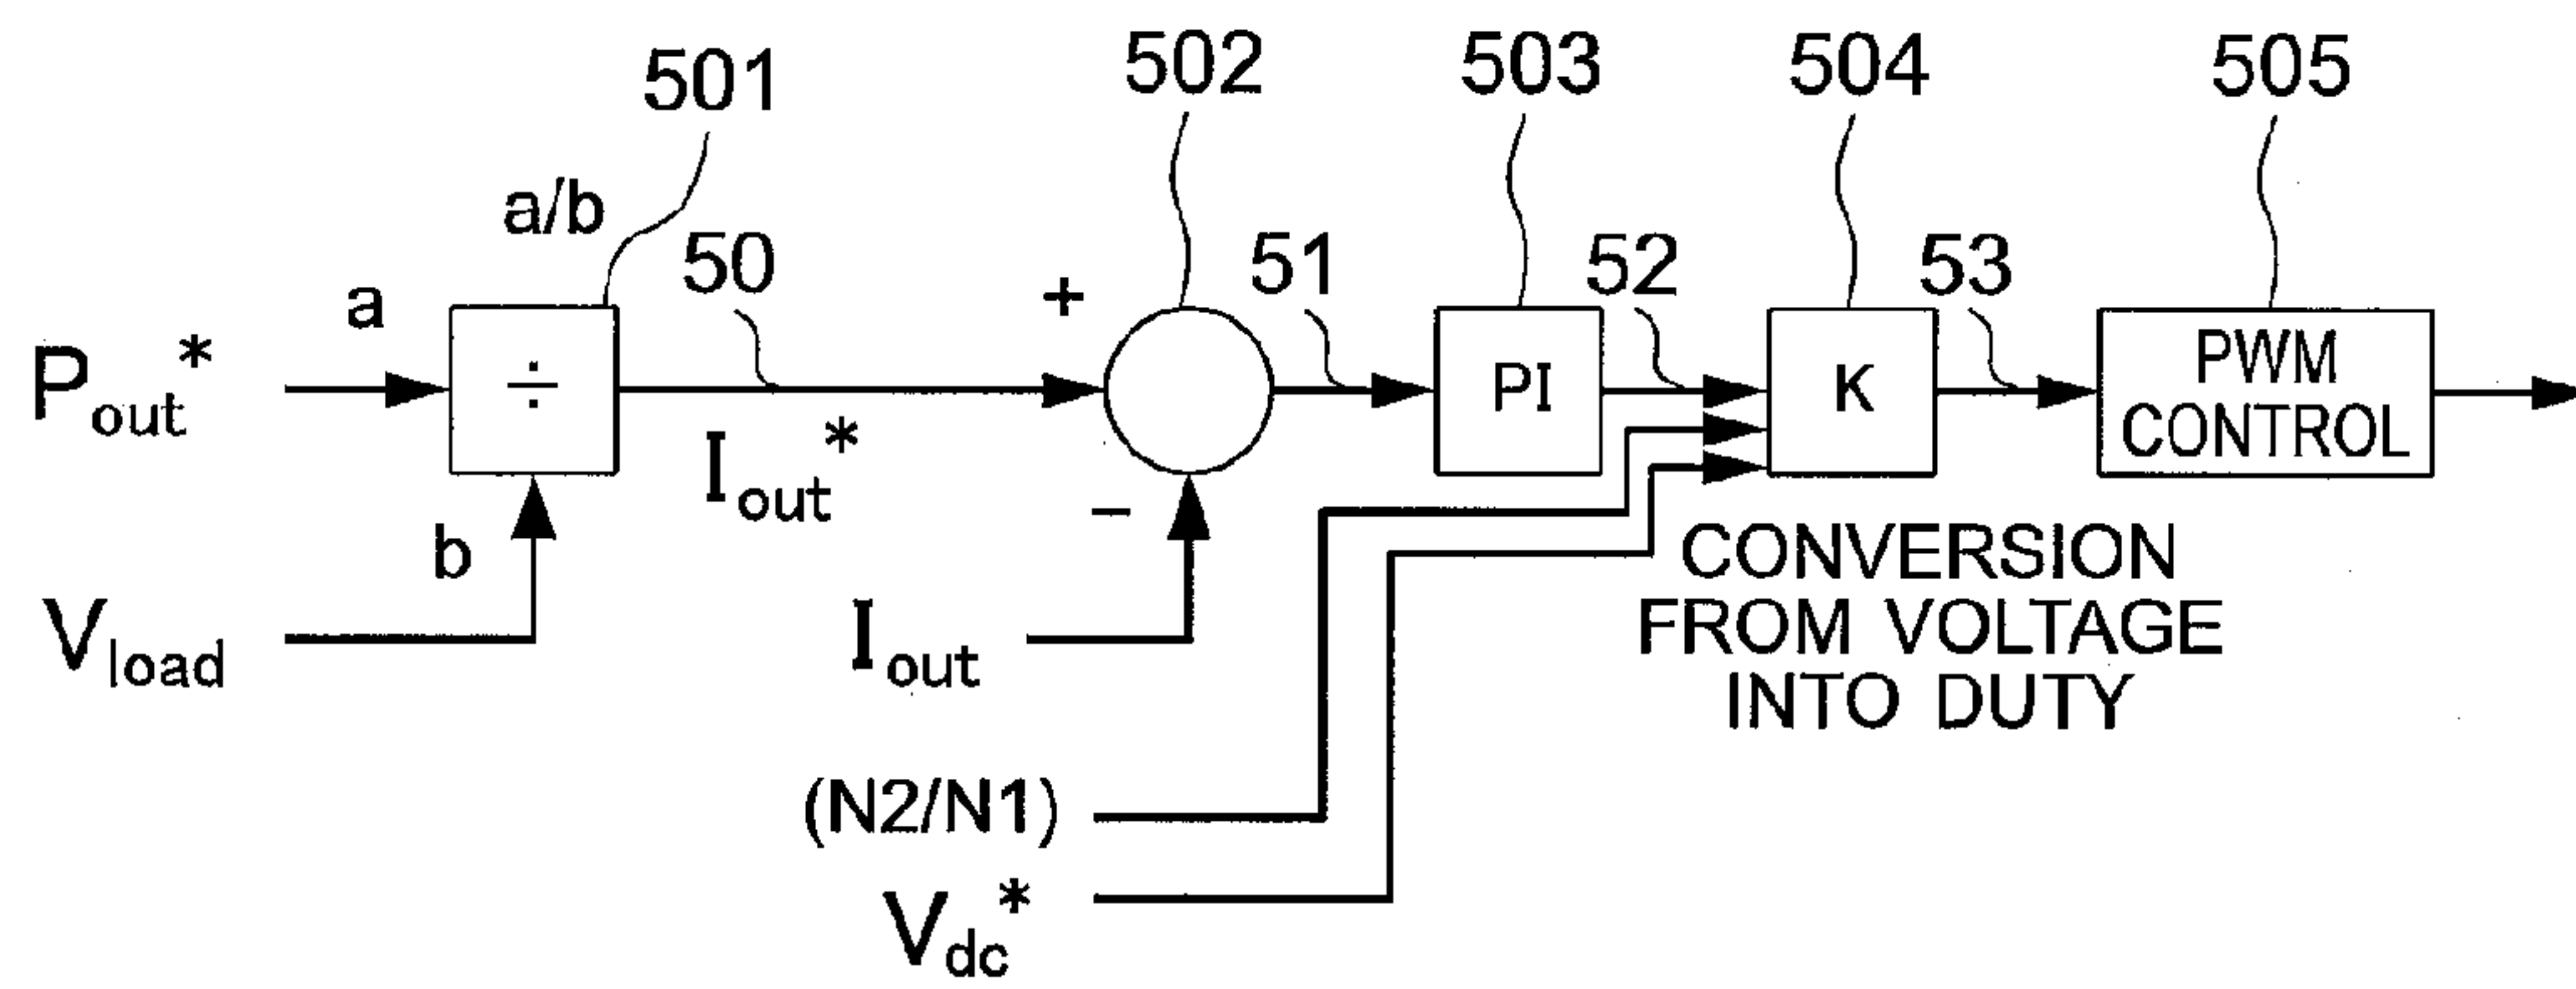 501
502
503
504
505
a/b
50
51
52
53
a
+
Pout*
÷
PI
K
PWM
CONTROL
Iout*
b
−
Vload
Iout
CONVERSION
FROM VOLTAGE
INTO DUTY
(N2/N1)
Vdc*